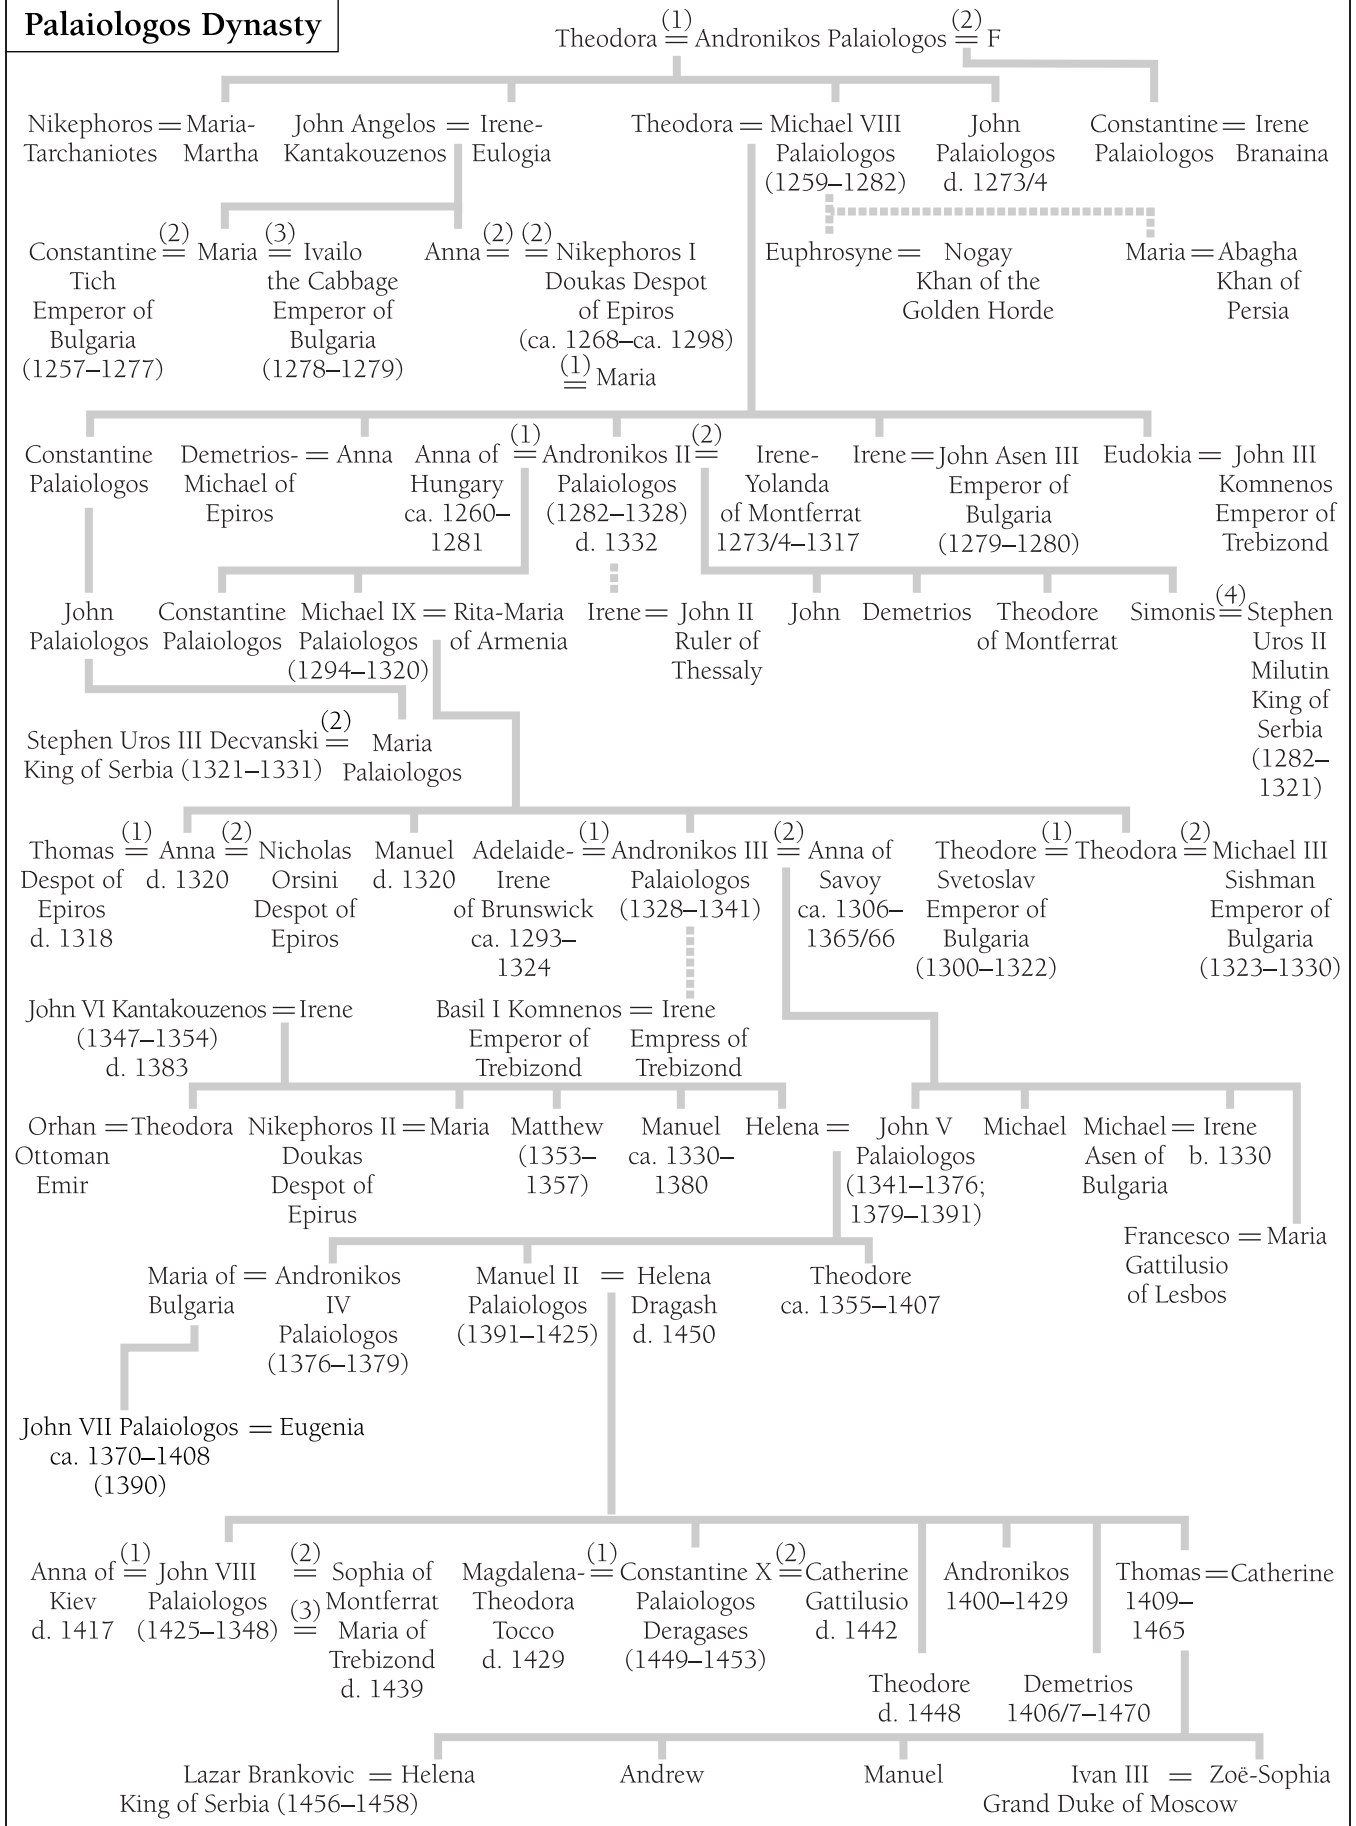 Palaiologos Dynasty
Theodora (1) = Andronikos Palaiologos (2) = F
Nikephoros = Maria- John Angelos = Irene- Theodora = Michael VIII John Constantine = Irene
Tarchaniotes Martha Kantakouzenos Eulogia Palaiologos Palaiologos Palaiologos Branaina
(1259–1282) d. 1273/4
Constantine (2) = Maria (3) = Ivailo Anna (2) = (2) = Nikephoros I Euphrosyne = Nogay Maria = Abagha
Tich the Cabbage Doukas Despot Khan of the Khan of
Emperor of Emperor of of Epiros Golden Horde Persia
Bulgaria Bulgaria (ca. 1268–ca. 1298)
(1257–1277) (1278–1279) (1) = Maria
Constantine Demetrios- = Anna Anna of (1) = Andronikos II (2) = Irene- Irene = John Asen III Eudokia = John III
Palaiologos Michael of Hungary Palaiologos Yolanda Emperor of Komnenos
Epiros ca. 1260– (1282–1328) of Montferrat Bulgaria Emperor of
1281 d. 1332 1273/4–1317 (1279–1280) Trebizond
John Constantine Michael IX = Rita-Maria Irene = John II John Demetrios Theodore Simonis (4) = Stephen
Palaiologos Palaiologos Palaiologos of Armenia Ruler of of Montferrat Uros II
(1294–1320) Thessaly Milutin
King of
Serbia
(1282–
1321)
Stephen Uros III Decvanski (2) = Maria
King of Serbia (1321–1331) Palaiologos
Thomas (1) = Anna (2) = Nicholas Manuel Adelaide- (1) = Andronikos III (2) = Anna of Theodore (1) = Theodora (2) = Michael III
Despot of d. 1320 Orsini d. 1320 Irene Palaiologos Savoy Svetoslav Sishman
Epiros Despot of of Brunswick (1328–1341) ca. 1306– Emperor of Emperor of
d. 1318 Epiros ca. 1293– 1365/66 Bulgaria Bulgaria
1324 (1300–1322) (1323–1330)
John VI Kantakouzenos = Irene Basil I Komnenos = Irene
(1347–1354) Emperor of Empress of
d. 1383 Trebizond Trebizond
Orhan = Theodora Nikephoros II = Maria Matthew Manuel Helena = John V Michael Michael = Irene
Ottoman Doukas (1353– ca. 1330– Palaiologos Asen of b. 1330
Emir Despot of 1357) 1380 (1341–1376; Bulgaria
Epirus 1379–1391)
Francesco = Maria
Gattilusio
of Lesbos
Maria of = Andronikos Manuel II = Helena Theodore
Bulgaria IV Palaiologos Dragash ca. 1355–1407
Palaiologos (1391–1425) d. 1450
(1376–1379)
John VII Palaiologos = Eugenia
ca. 1370–1408
(1390)
Anna of (1) = John VIII (2) = Sophia of Magdalena- (1) = Constantine X (2) = Catherine Andronikos Thomas = Catherine
Kiev Palaiologos (3) = Montferrat Theodora Palaiologos Gattilusio 1400–1429 1409–
d. 1417 (1425–1348) Maria of Tocco Deragases d. 1442 1465
Trebizond d. 1429 (1449–1453)
d. 1439
Theodore Demetrios
d. 1448 1406/7–1470
Lazar Brankovic = Helena Andrew Manuel Ivan III = Zoë-Sophia
King of Serbia (1456–1458) Grand Duke of Moscow